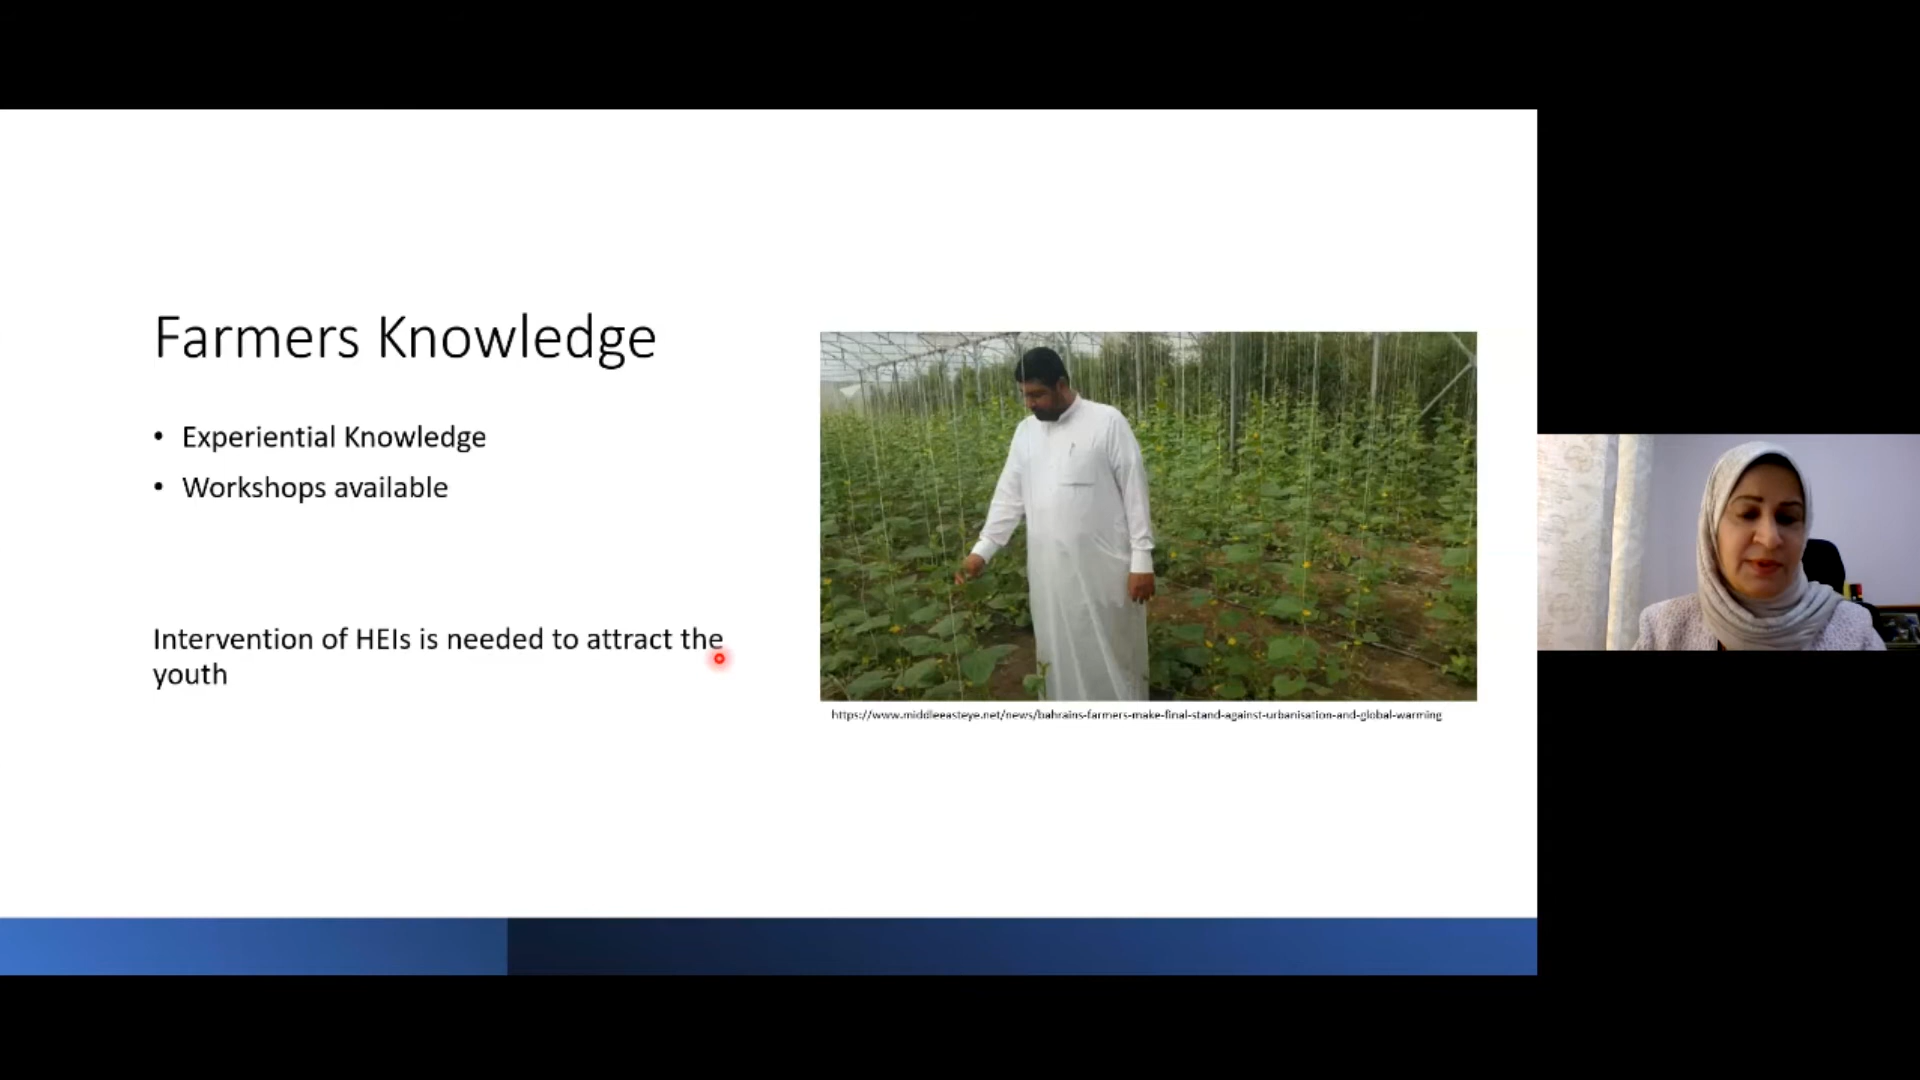 Farmers Knowledge
• Experiential Knowledge
• Workshops available
Intervention of HEIs is needed to attract the
youth
https://www.middleeasteye.net/news/bahrains-farmers-make-final-stand-against-urbanisation-and-global-warming